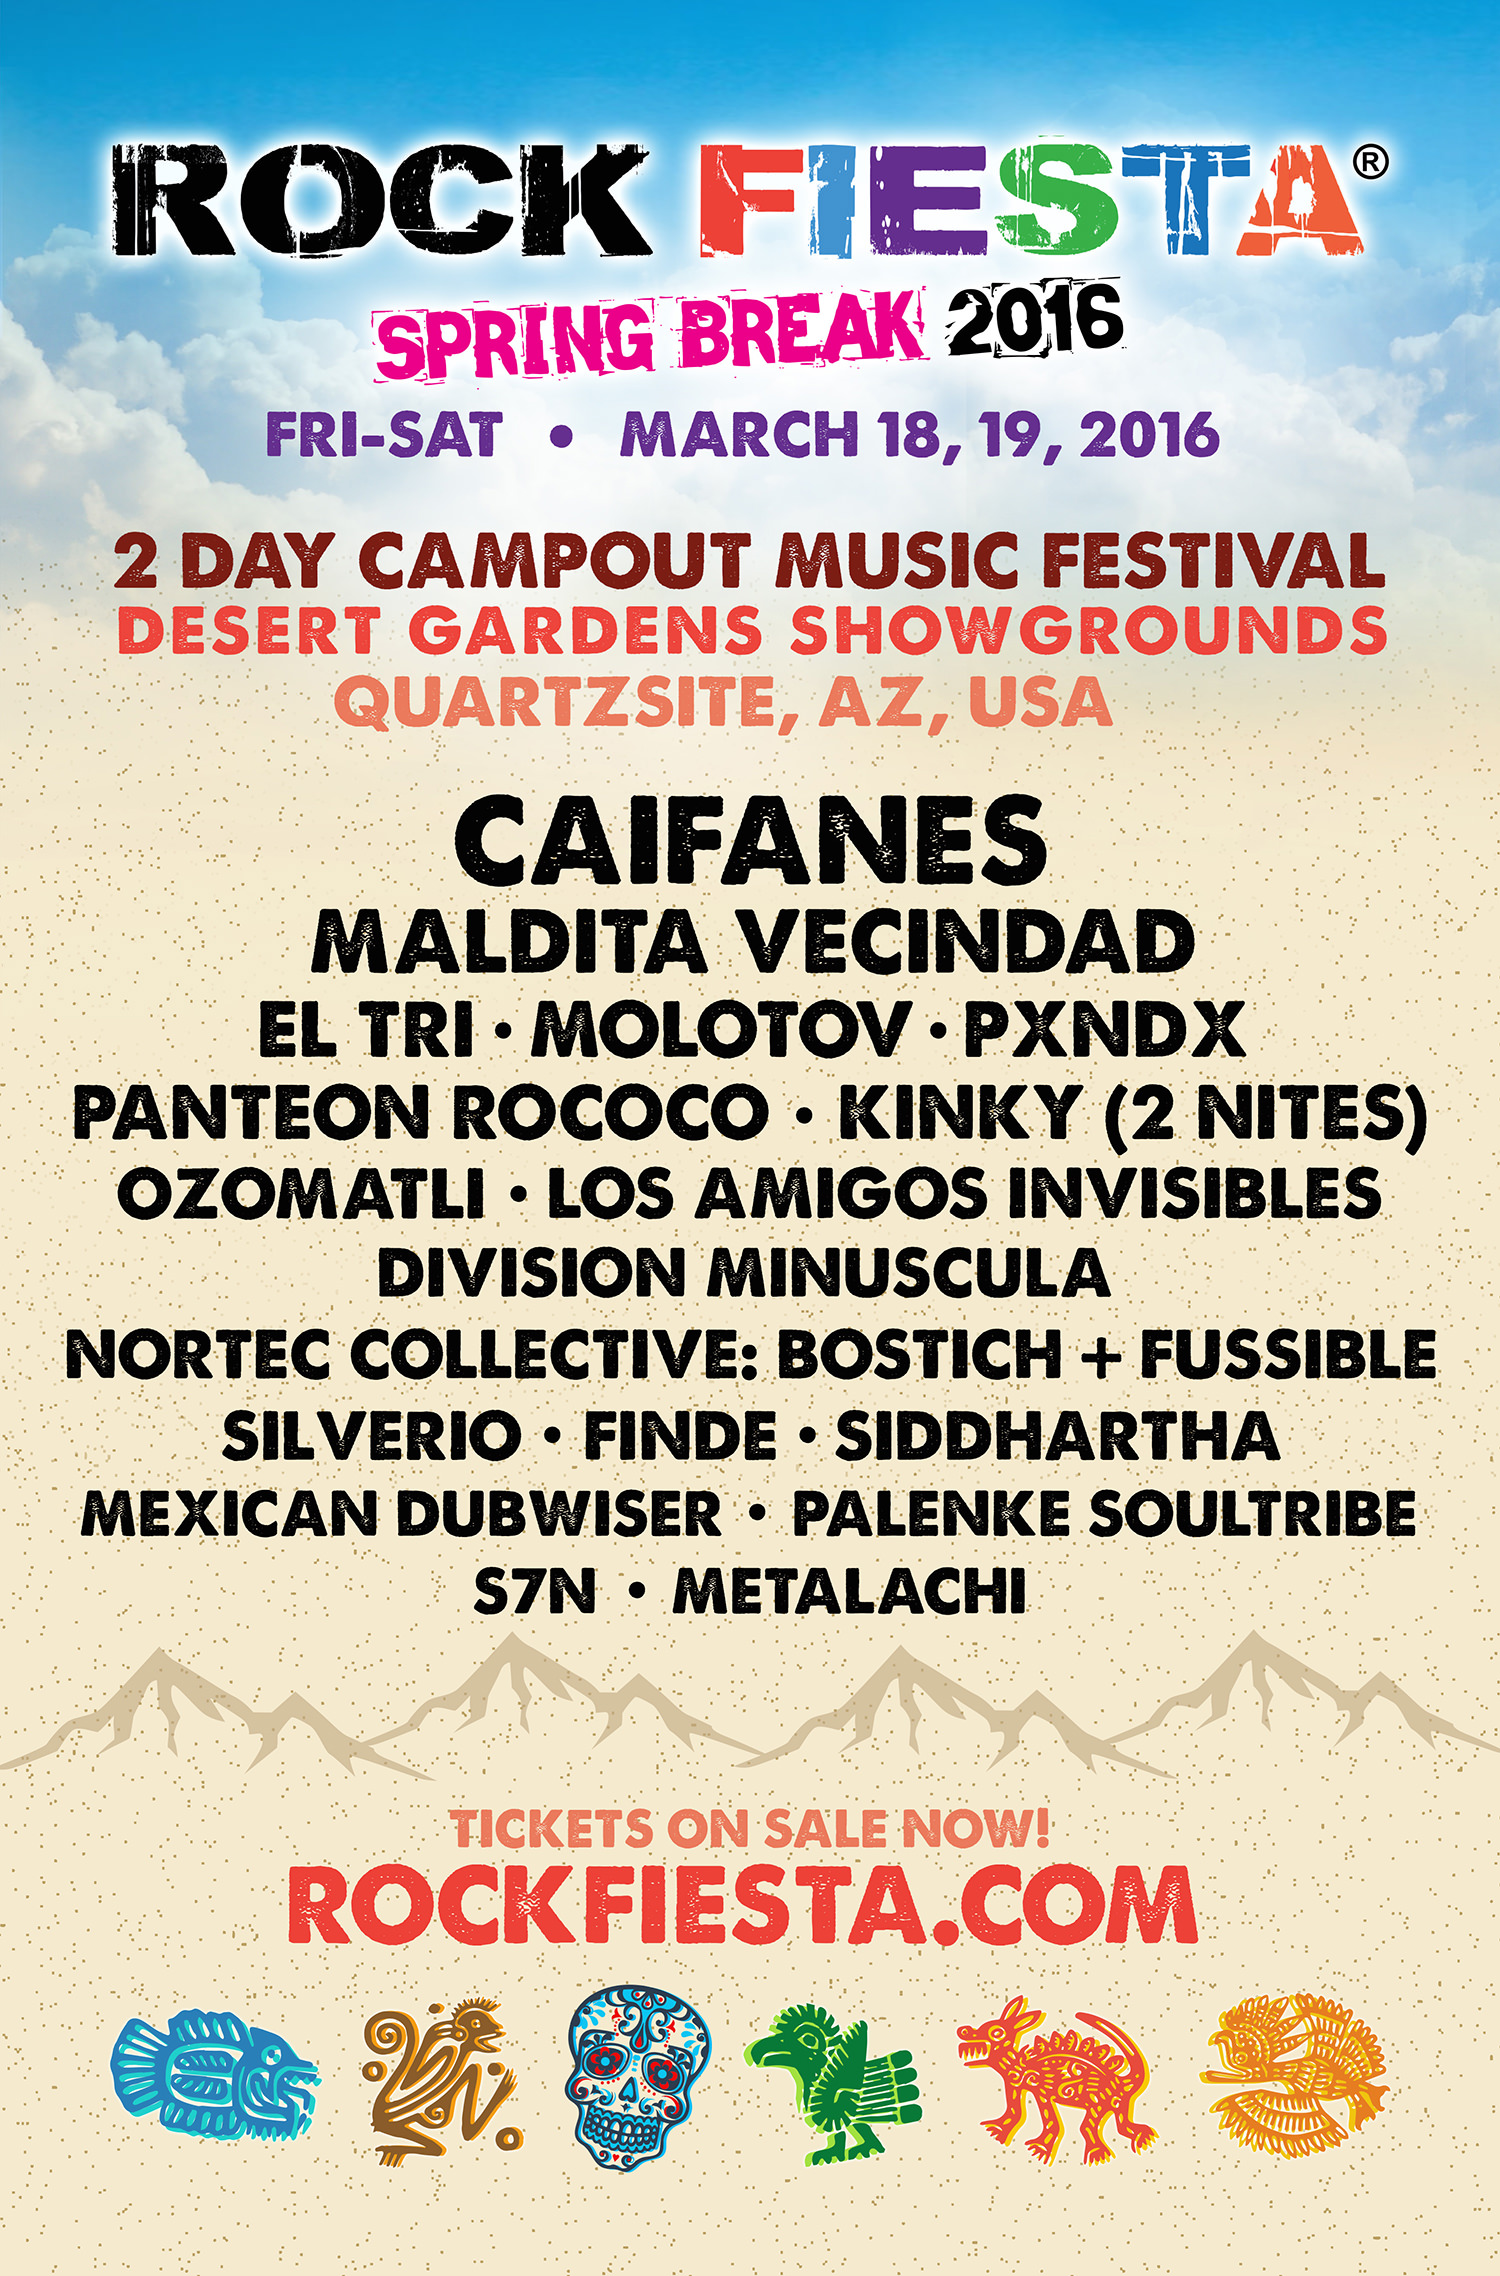 ROCK FIESTA®
SPRING BREAK 2016
FRI-SAT • MARCH 18, 19, 2016
2 DAY CAMPOUT MUSIC FESTIVAL
DESERT GARDENS SHOWGROUNDS
QUARTZSITE, AZ, USA
CAIFANES
MALDITA VECINDAD
EL TRI • MOLOTOV • PXNDX
PANTEON ROCOCO • KINKY (2 NITES)
OZOMATLI • LOS AMIGOS INVISIBLES
DIVISION MINUSCULA
NORTEC COLLECTIVE: BOSTICH + FUSSIBLE
SILVERIO • FINDE • SIDDHARTHA
MEXICAN DUBWISER • PALENKE SOULTRIBE
S7N • METALACHI
TICKETS ON SALE NOW!
ROCKFIESTA.COM